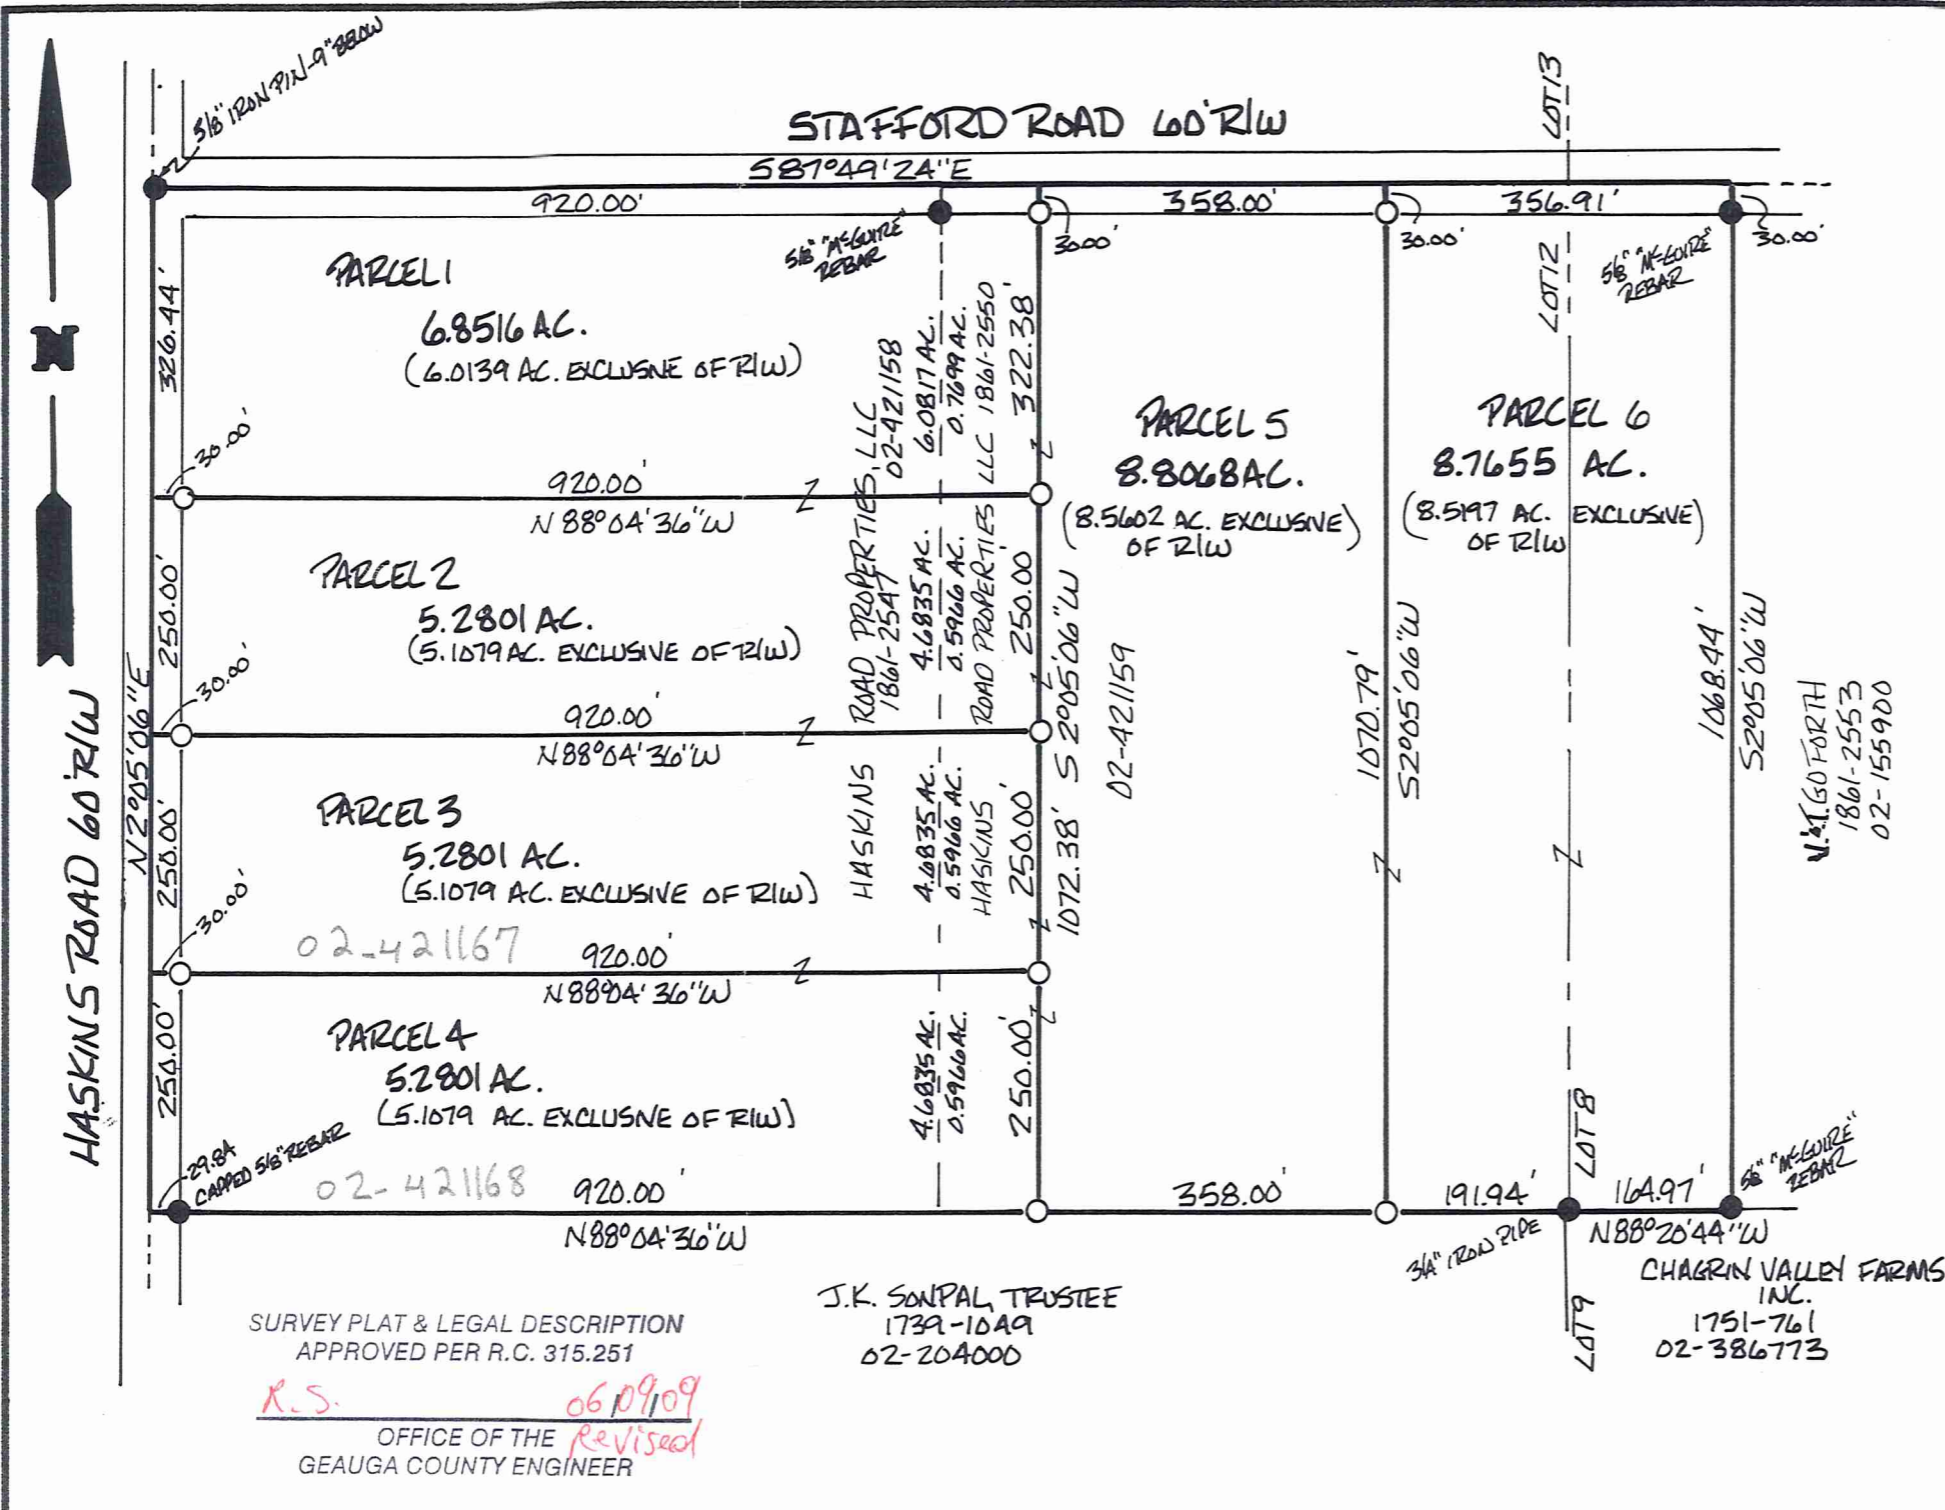 5/8" IRON PIN-9" BELOW
STAFFORD ROAD 60' R/W
LOT 13
S87°49'24"E
920.00'
358.00'
356.91'
5/8" "McGUIRE"
REBAR
30.00'
30.00'
LOT 12
5/8" "McGUIRE"
REBAR
30.00'
N
326.44'
PARCEL 1
6.8516 AC.
(6.0139 AC. EXCLUSIVE OF R/W)
02-421158
6.0817 AC.
0.7699 AC.
322.38'
30.00'
920.00'
N 88°04'36"W
PARCEL 5
8.8068 AC.
(8.5602 AC. EXCLUSIVE)
OF R/W
PARCEL 6
8.7655 AC.
(8.5197 AC. EXCLUSIVE)
OF R/W
250.00'
PARCEL 2
5.2801 AC.
(5.1079 AC. EXCLUSIVE OF R/W)
HASKINS ROAD PROPERTIES, LLC
1861-2547
4.6835 AC.
0.5966 AC.
HASKINS ROAD PROPERTIES LLC 1861-2550
250.00'
30.00'
920.00'
N88°04'36"W
HASKINS ROAD 60' R/W
N2°05'06"E
1072.38' S 2°05'06"W
02-421159
1070.79'
S2°05'06"W
1068.44'
S2°05'06"W
GOFORTH
1861-2553
02-155900
250.00'
PARCEL 3
5.2801 AC.
(5.1079 AC. EXCLUSIVE OF R/W)
4.6835 AC.
0.5966 AC.
250.00'
30.00'
02-421167
920.00'
N88°04'36"W
250.00'
PARCEL 4
5.2801 AC.
(5.1079 AC. EXCLUSIVE OF R/W)
4.6835 AC.
0.5966 AC.
250.00'
LOT 8
29.84
CAPPED 5/8" REBAR
02-421168
920.00'
358.00'
191.94'
164.97'
5/8" "McGUIRE"
REBAR
N88°04'36"W
3/4" IRON PIPE
N88°20'44"W
LOT 9
J.K. SONPAL, TRUSTEE
1739-1049
02-204000
CHAGRIN VALLEY FARMS
INC.
1751-761
02-386773
SURVEY PLAT & LEGAL DESCRIPTION
APPROVED PER R.C. 315.251
R.S. 06/09/09
OFFICE OF THE Revised
GEAUGA COUNTY ENGINEER